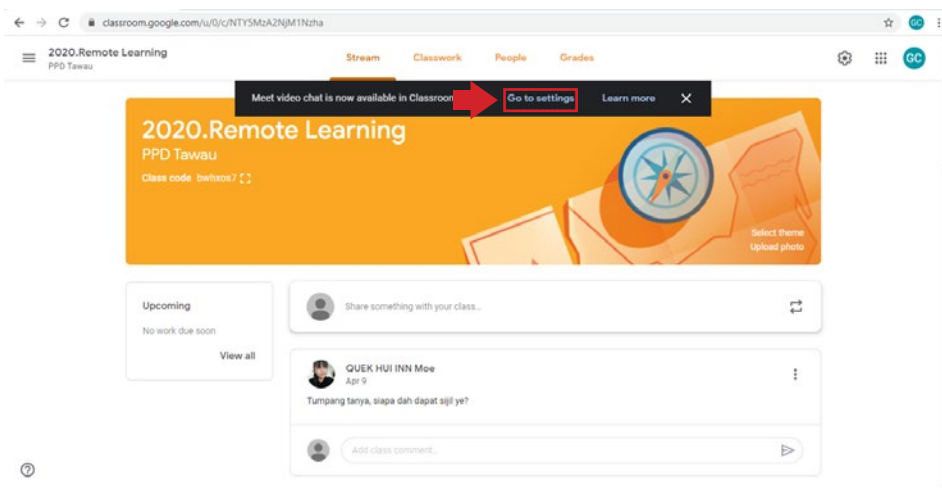 classroom.google.com/u/0/c/NTY5MzA2NjM1Nzha
GC
2020.Remote Learning
PPD Tawau
Stream
Classwork
People
Grades
GC
Meet video chat is now available in Classroom
Go to settings
Learn more
2020.Remote Learning
PPD Tawau
Class code bwhxos7
Select theme
Upload photo
Upcoming
No work due soon
View all
Share something with your class...
QUEK HUI INN Moe
Apr 9
Tumpang tanya, siapa dah dapat sijil ye?
Add class comment...